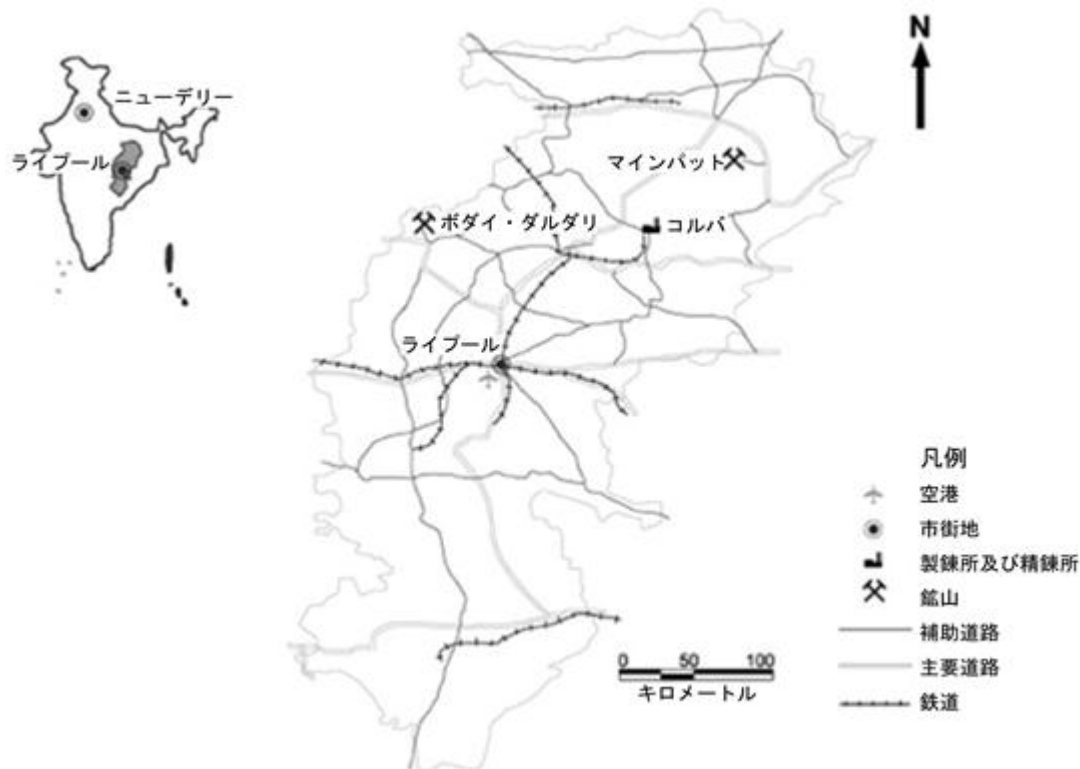 N
ニューデリー
ライプール
マインパット
ボダイ・ダルダリ
コルバ
ライプール
凡例
空港
市街地
製錬所及び精錬所
鉱山
補助道路
主要道路
鉄道
0 50 100
キロメートル